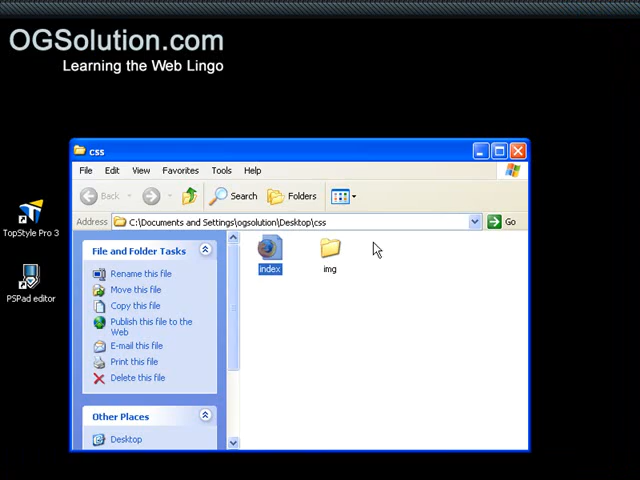 OGSolution.com
Learning the Web Lingo
css
File Edit View Favorites Tools Help
Back Search Folders
Address C:\Documents and Settings\ogsolution\Desktop\css Go
TopStyle Pro 3
PSPad editor
File and Folder Tasks
Rename this file
Move this file
Copy this file
Publish this file to the
Web
E-mail this file
Print this file
Delete this file
Other Places
Desktop
index img